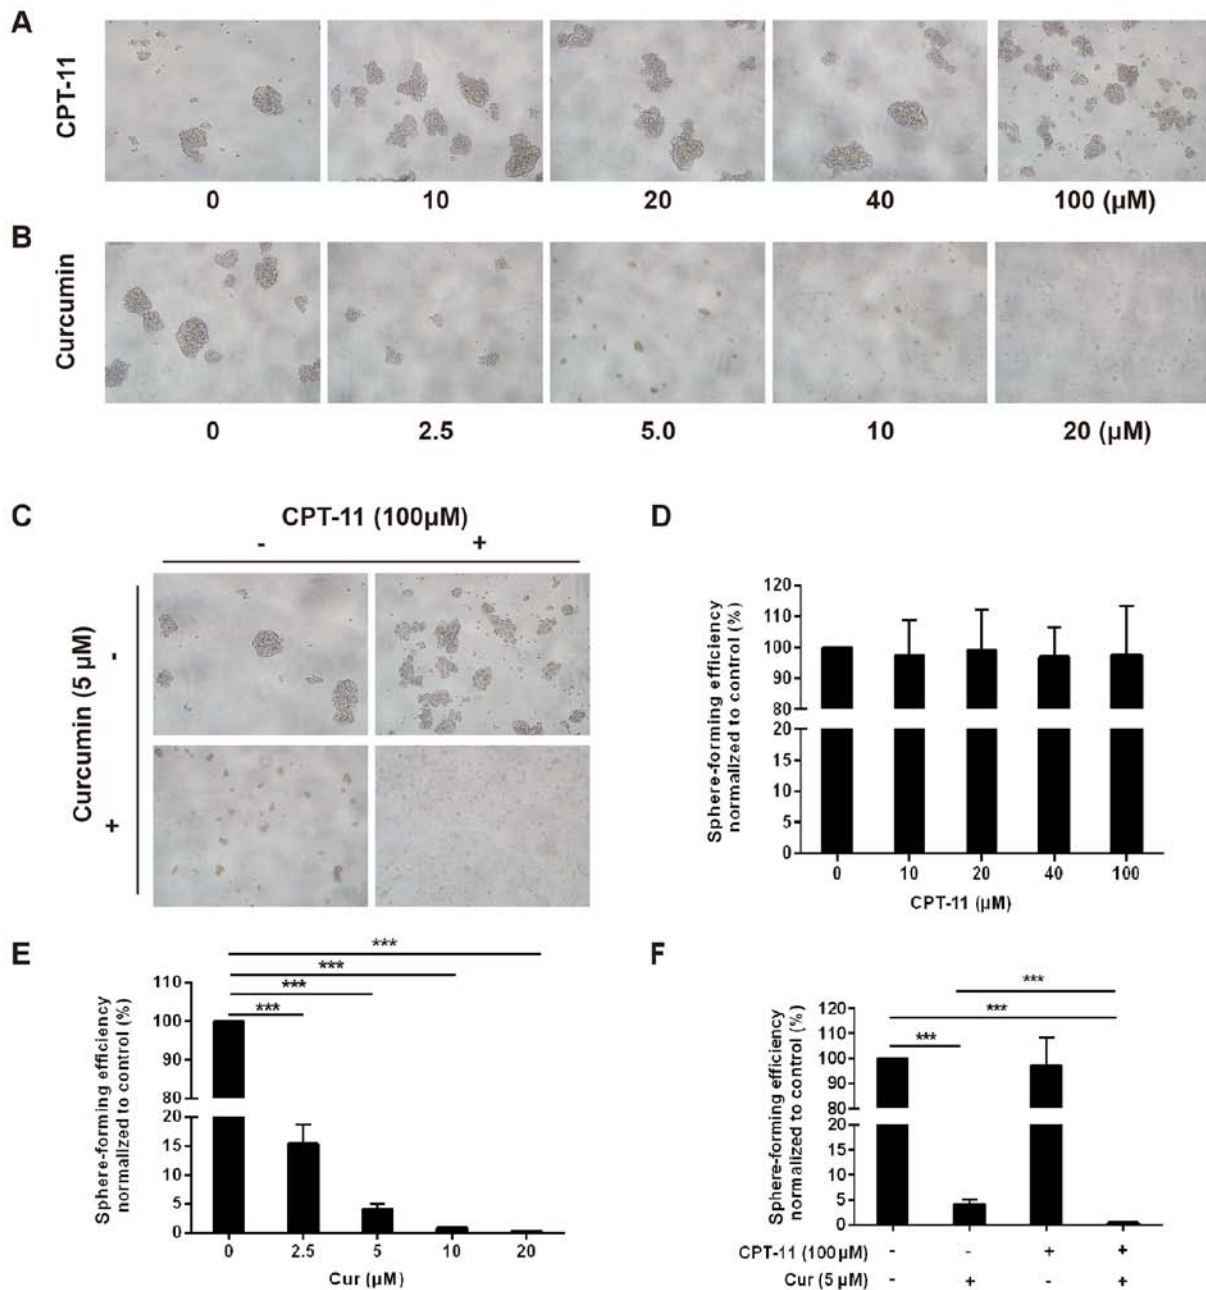 A
CPT-11
0 10 20 40 100 (µM)
B
Curcumin
0 2.5 5.0 10 20 (µM)
C
CPT-11 (100µM)
- +
Curcumin (5 µM)
-
+
D
Sphere-forming efficiency
normalized to control (%)
120
110
100
90
80
20
15
10
5
0
0 10 20 40 100
CPT-11 (µM)
E
Sphere-forming efficiency
normalized to control (%)
***
***
***
***
110
100
90
80
20
15
10
5
0
0 2.5 5 10 20
Cur (µM)
F
Sphere-forming efficiency
normalized to control (%)
***
***
***
120
110
100
90
80
20
15
10
5
0
CPT-11 (100µM) - - + +
Cur (5 µM) - + - +